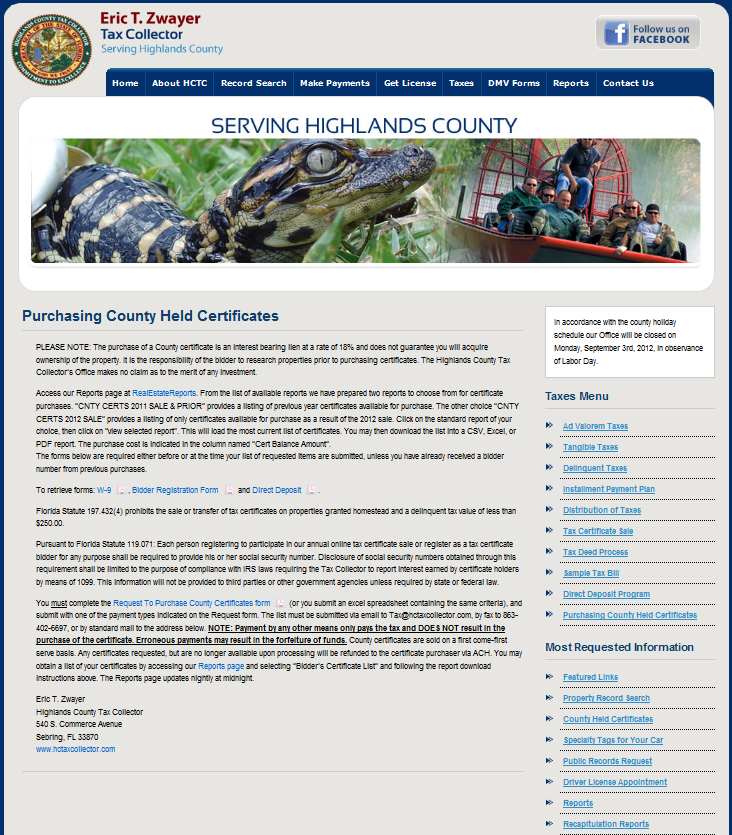 Eric T. Zwayer
Tax Collector
Serving Highlands County
Follow us on
FACEBOOK
Home About HCTC Record Search Make Payments Get License Taxes DMV Forms Reports Contact Us
SERVING HIGHLANDS COUNTY
Purchasing County Held Certificates
PLEASE NOTE: The purchase of a County certificate is an interest bearing lien at a rate of 18% and does not guarantee you will acquire
ownership of the property. It is the responsibility of the bidder to research properties prior to purchasing certificates. The Highlands County Tax
Collector's Office makes no claim as to the merit of any investment.
Access our Reports page at RealEstateReports. From the list of available reports we have prepared two reports to choose from for certificate
purchases. "CNTY CERTS 2011 SALE & PRIOR" provides a listing of previous year certificates available for purchase. The other choice "CNTY
CERTS 2012 SALE" provides a listing of only certificates available for purchase as a result of the 2012 sale. Click on the standard report of your
choice, then click on "view selected report". This will load the most current list of certificates. You may then download the list into a CSV, Excel, or
PDF report. The purchase cost is indicated in the column named "Cert Balance Amount".
The forms below are required either before or at the time your list of requested items are submitted, unless you have already received a bidder
number from previous purchases.
To retrieve forms: W-9 , Bidder Registration Form and Direct Deposit .
Florida Statute 197.432(4) prohibits the sale or transfer of tax certificates on properties granted homestead and a delinquent tax value of less than
$250.00.
Pursuant to Florida Statute 119.071: Each person registering to participate in our annual online tax certificate sale or register as a tax certificate
bidder for any purpose shall be required to provide his or her social security number. Disclosure of social security numbers obtained through this
requirement shall be limited to the purpose of compliance with IRS laws requiring the Tax Collector to report interest earned by certificate holders
by means of 1099. This information will not be provided to third parties or other government agencies unless required by state or federal law.
You must complete the Request To Purchase County Certificates form (or you submit an excel spreadsheet containing the same criteria), and
submit with one of the payment types indicated on the Request form. The list must be submitted via email to Tax@hctaxcollector.com, by fax to 863-
402-6697, or by standard mail to the address below. NOTE: Payment by any other means only pays the tax and DOES NOT result in the
purchase of the certificate. Erroneous payments may result in the forfeiture of funds. County certificates are sold on a first come-first
serve basis. Any certificates requested, but are no longer available upon processing will be refunded to the certificate purchaser via ACH. You may
obtain a list of your certificates by accessing our Reports page and selecting "Bidder's Certificate List" and following the report download
instructions above. The Reports page updates nightly at midnight.
Eric T. Zwayer
Highlands County Tax Collector
540 S. Commerce Avenue
Sebring, FL 33870
www.hctaxcollector.com
In accordance with the county holiday
schedule our Office will be closed on
Monday, September 3rd, 2012, in observance
of Labor Day.
Taxes Menu
Ad Valorem Taxes
Tangible Taxes
Delinquent Taxes
Installment Payment Plan
Distribution of Taxes
Tax Certificate Sale
Tax Deed Process
Sample Tax Bill
Direct Deposit Program
Purchasing County Held Certificates
Most Requested Information
Featured Links
Property Record Search
County Held Certificates
Specialty Tags for Your Car
Public Records Request
Driver License Appointment
Reports
Recapitulation Reports